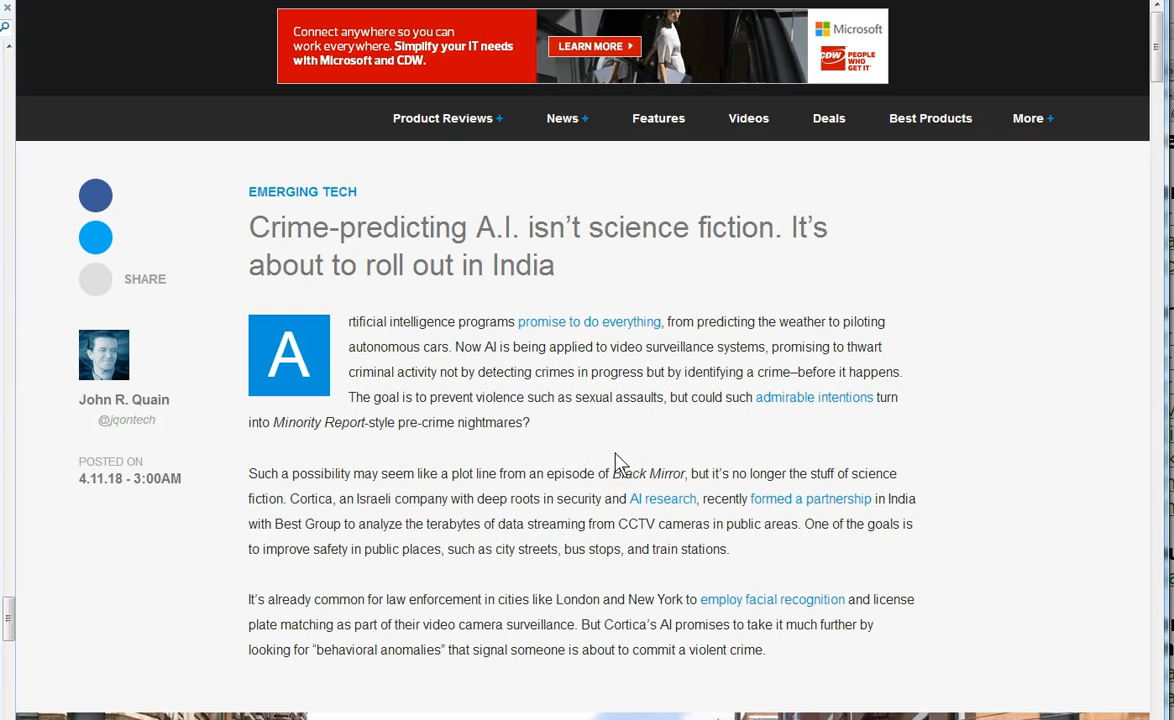 Connect anywhere so you can
work everywhere. Simplify your IT needs
with Microsoft and CDW.
LEARN MORE
Microsoft
CDW
PEOPLE
WHO
GET IT
Product Reviews +
News +
Features
Videos
Deals
Best Products
More +
SHARE
John R. Quain
@jqontech
POSTED ON
4.11.18 - 3:00AM
EMERGING TECH
Crime-predicting A.I. isn’t science fiction. It’s
about to roll out in India
A
rtificial intelligence programs promise to do everything, from predicting the weather to piloting
autonomous cars. Now AI is being applied to video surveillance systems, promising to thwart
criminal activity not by detecting crimes in progress but by identifying a crime–before it happens.
The goal is to prevent violence such as sexual assaults, but could such admirable intentions turn
into Minority Report-style pre-crime nightmares?
Such a possibility may seem like a plot line from an episode of Black Mirror, but it’s no longer the stuff of science
fiction. Cortica, an Israeli company with deep roots in security and AI research, recently formed a partnership in India
with Best Group to analyze the terabytes of data streaming from CCTV cameras in public areas. One of the goals is
to improve safety in public places, such as city streets, bus stops, and train stations.
It’s already common for law enforcement in cities like London and New York to employ facial recognition and license
plate matching as part of their video camera surveillance. But Cortica’s AI promises to take it much further by
looking for “behavioral anomalies” that signal someone is about to commit a violent crime.